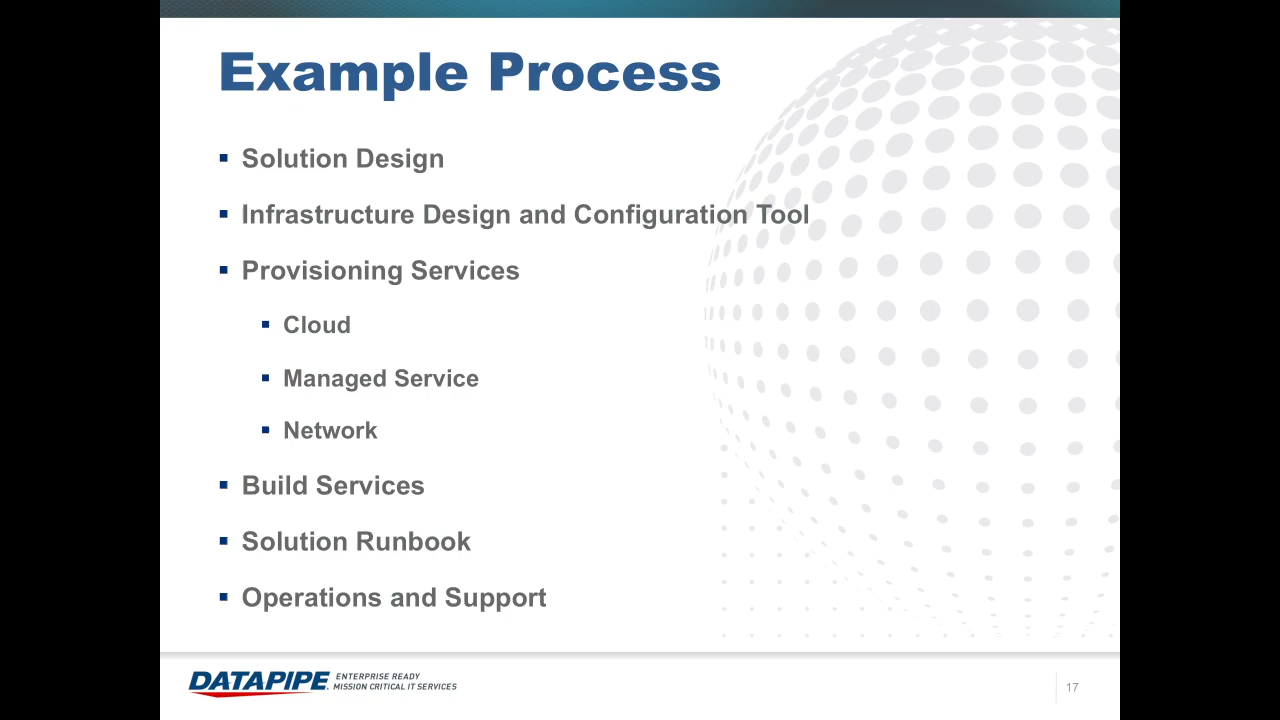 Example Process
▪ Solution Design
▪ Infrastructure Design and Configuration Tool
▪ Provisioning Services
▪ Cloud
▪ Managed Service
▪ Network
▪ Build Services
▪ Solution Runbook
▪ Operations and Support
DATAPIPE. ENTERPRISE READY
MISSION CRITICAL IT SERVICES
17